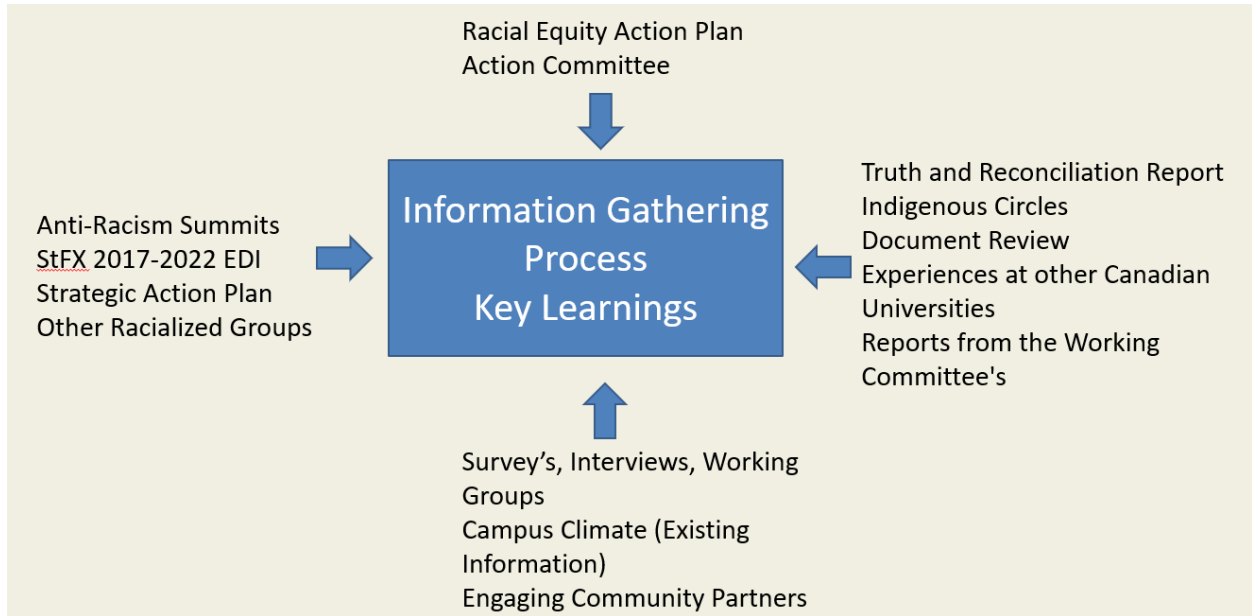 Racial Equity Action Plan
Action Committee
Anti-Racism Summits
StFX 2017-2022 EDI
Strategic Action Plan
Other Racialized Groups
Information Gathering
Process
Key Learnings
Truth and Reconciliation Report
Indigenous Circles
Document Review
Experiences at other Canadian
Universities
Reports from the Working
Committee's
Survey’s, Interviews, Working
Groups
Campus Climate (Existing
Information)
Engaging Community Partners